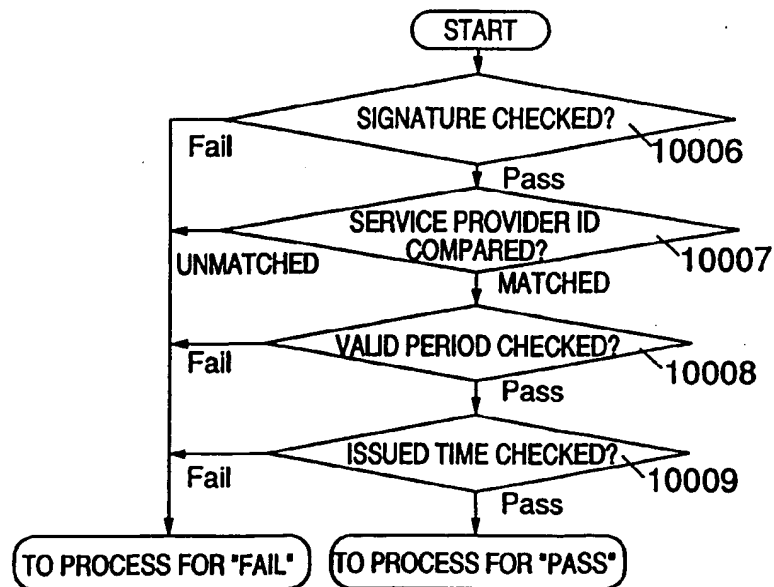 START
SIGNATURE CHECKED?
Fail
10006
Pass
SERVICE PROVIDER ID
COMPARED?
UNMATCHED
10007
MATCHED
VALID PERIOD CHECKED?
Fail
10008
Pass
ISSUED TIME CHECKED?
Fail
10009
Pass
TO PROCESS FOR "FAIL"
TO PROCESS FOR "PASS"